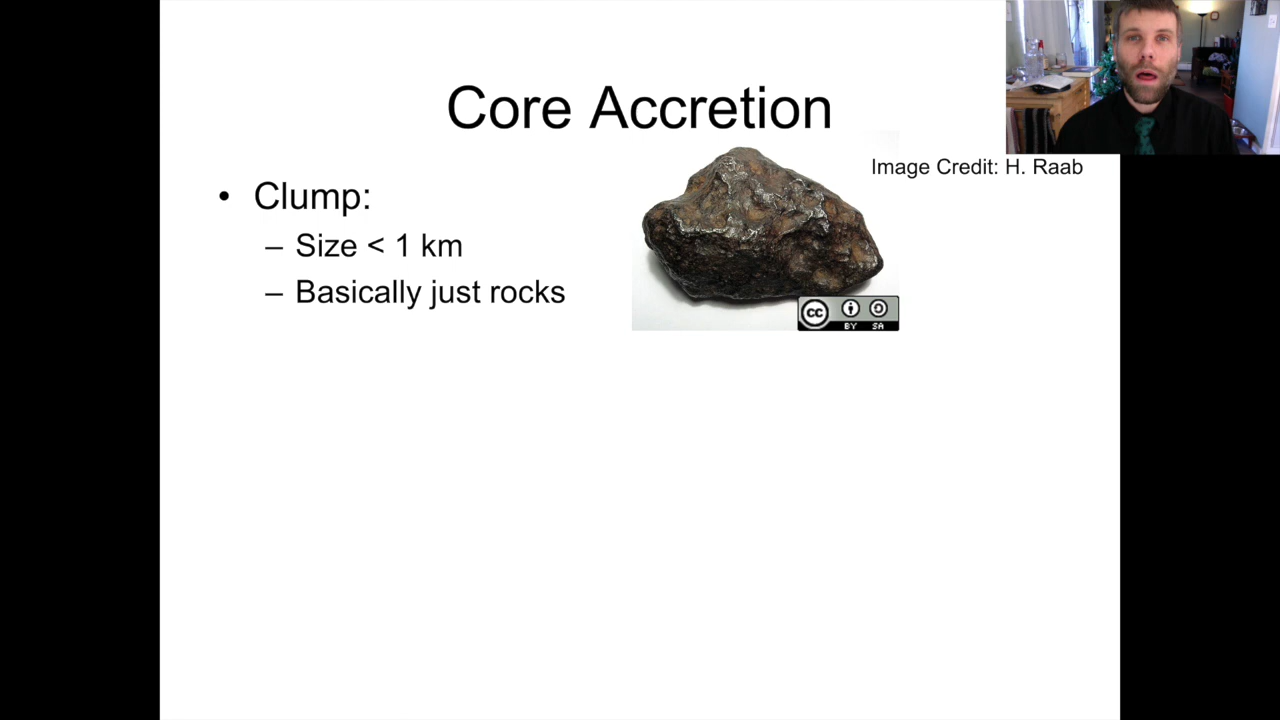 Core Accretion
Image Credit: H. Raab
• Clump:
– Size < 1 km
– Basically just rocks
cc
BY SA